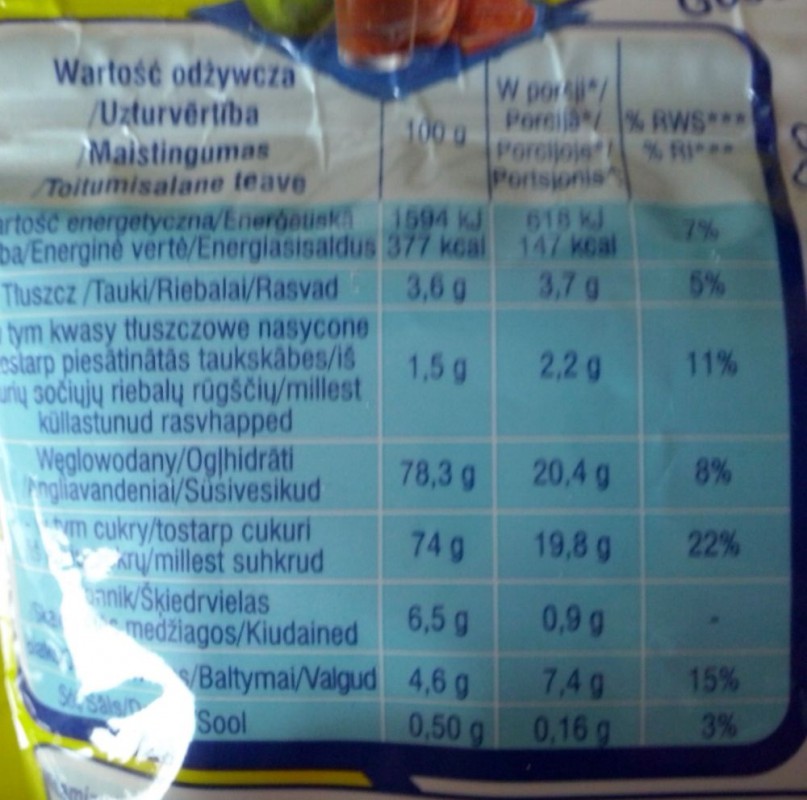 Wartość odżywcza
/Uzturvērtība
/Maistingumas
/Toitumisalane teave
100 g
W porcji*/
Porcijā*/
Porcijoje*/
Portsjonis*
% RWS***
% RI***
energetyczna/Enerģētiskā
1594 kJ
618 kJ
7%
ba/Energinė vertė/Energiasisaldus
377 kcal
147 kcal
Tłuszcz /Tauki/Riebalai/Rasvad
3,6 g
3,7 g
5%
tym kwasy tłuszczowe nasycone
piesātinātās taukskābes/iš
sočiųjų riebalų rūgščių/millest
küllastunud rasvhapped
1,5 g
2,2 g
11%
Węglowodany/Ogļhidrāti
Angliavandeniai/Süsivesikud
78,3 g
20,4 g
8%
tym cukry/tostarp cukuri
/millest suhkrud
74 g
19,8 g
22%
/Šķiedrvielas
medžiagos/Kiudained
6,5 g
0,9 g
-
/Baltymai/Valgud
4,6 g
7,4 g
15%
Sāls/
Sool
0,50 g
0,16 g
3%